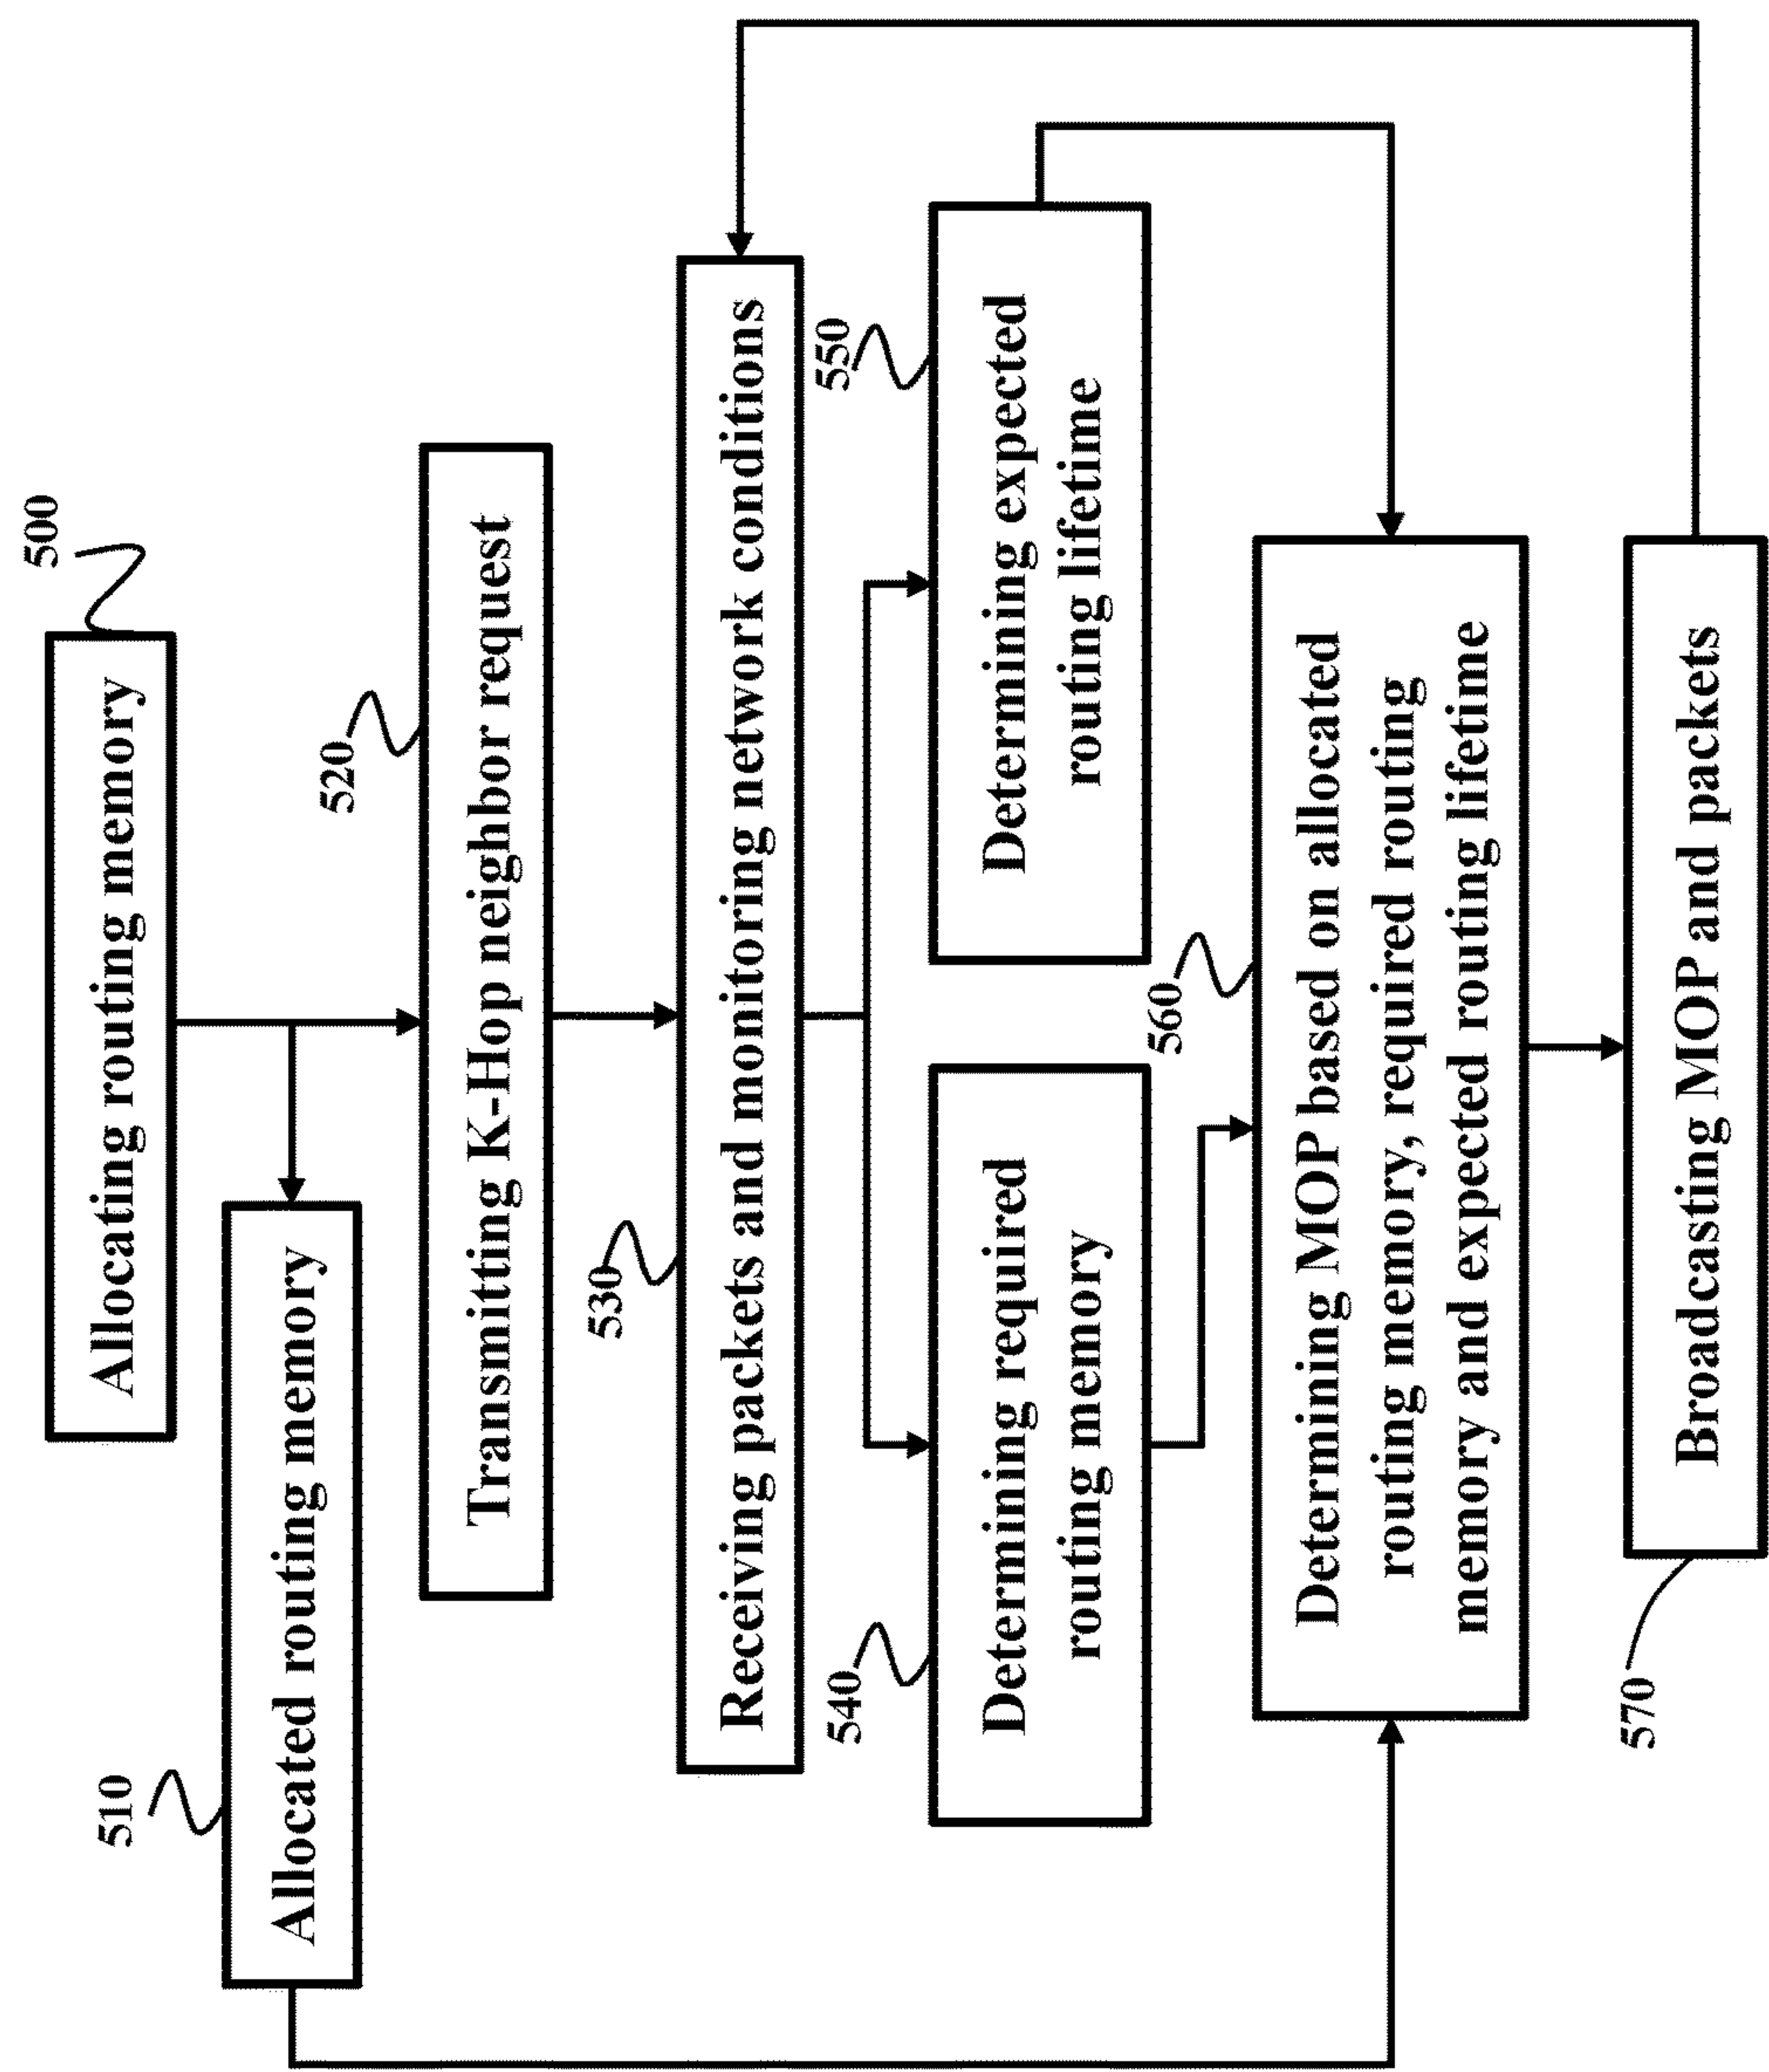 500
Allocating routing memory
510
Allocated routing memory
520
Transmitting K-Hop neighbor request
530
Receiving packets and monitoring network conditions
540
Determining required
routing memory
550
Determining expected
routing lifetime
560
Determining MOP based on allocated
routing memory, required routing
memory and expected routing lifetime
570
Broadcasting MOP and packets